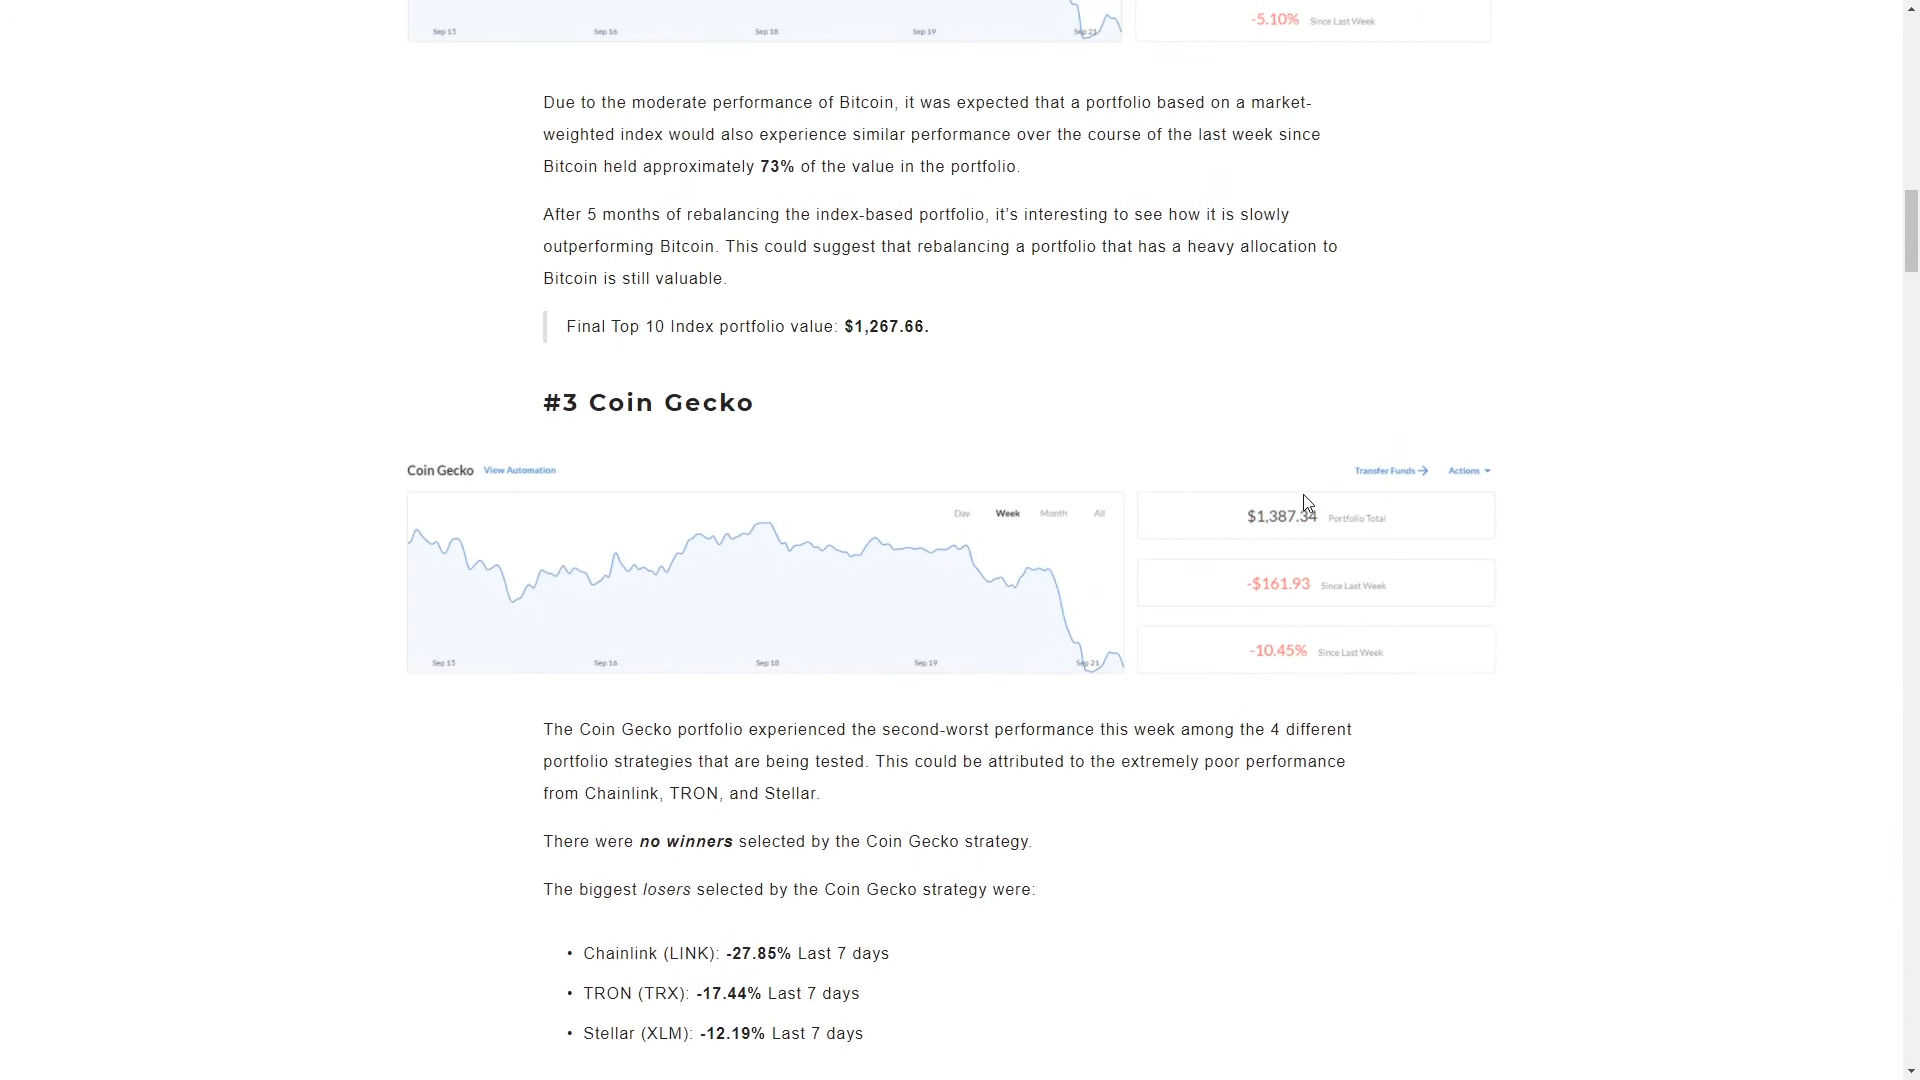 -5.10% Since Last Week
Sep 15 Sep 16 Sep 18 Sep 19 Sep 21
Due to the moderate performance of Bitcoin, it was expected that a portfolio based on a market-
weighted index would also experience similar performance over the course of the last week since
Bitcoin held approximately 73% of the value in the portfolio.
After 5 months of rebalancing the index-based portfolio, it’s interesting to see how it is slowly
outperforming Bitcoin. This could suggest that rebalancing a portfolio that has a heavy allocation to
Bitcoin is still valuable.
Final Top 10 Index portfolio value: $1,267.66.
#3 Coin Gecko
Coin Gecko View Automation Transfer Funds → Actions
Day Week Month All
$1,387.34 Portfolio Total
-$161.93 Since Last Week
-10.45% Since Last Week
Sep 15 Sep 16 Sep 18 Sep 19 Sep 21
The Coin Gecko portfolio experienced the second-worst performance this week among the 4 different
portfolio strategies that are being tested. This could be attributed to the extremely poor performance
from Chainlink, TRON, and Stellar.
There were no winners selected by the Coin Gecko strategy.
The biggest losers selected by the Coin Gecko strategy were:
• Chainlink (LINK): -27.85% Last 7 days
• TRON (TRX): -17.44% Last 7 days
• Stellar (XLM): -12.19% Last 7 days